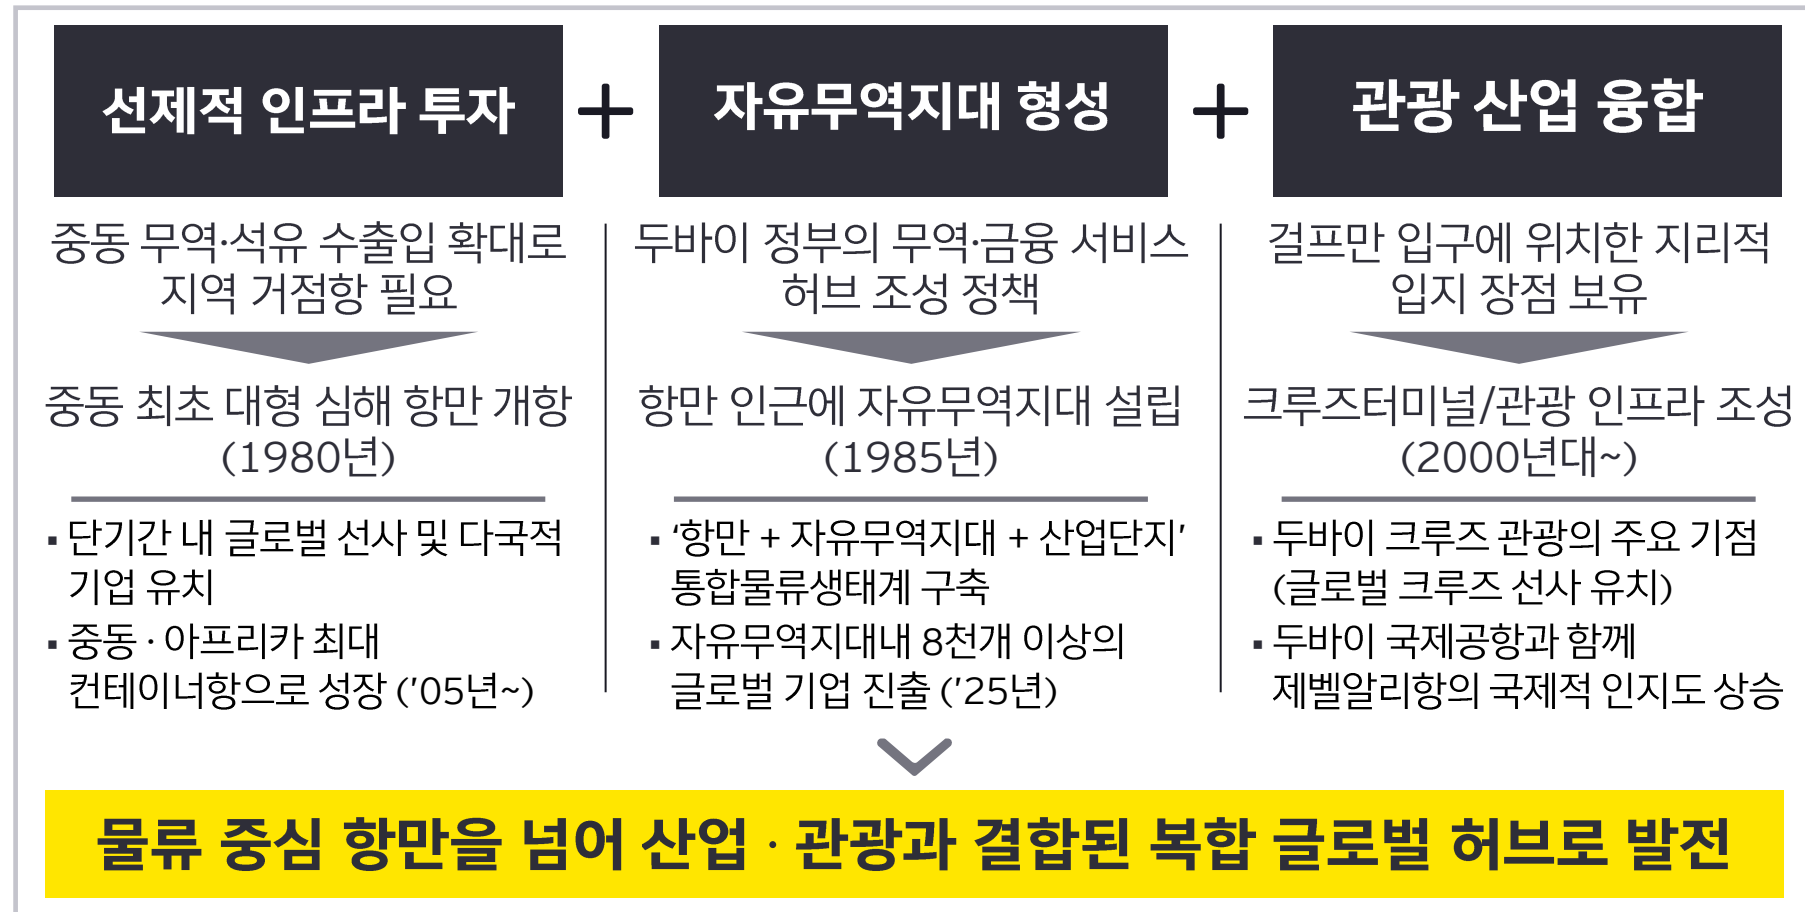 선제적 인프라 투자
+
자유무역지대 형성
+
관광 산업 융합
중동 무역·석유 수출입 확대로
지역 거점항 필요
중동 최초 대형 심해 항만 개항
(1980년)
▪ 단기간 내 글로벌 선사 및 다국적
기업 유치
▪ 중동 · 아프리카 최대
컨테이너항으로 성장 ('05년~)
두바이 정부의 무역·금융 서비스
허브 조성 정책
항만 인근에 자유무역지대 설립
(1985년)
▪ '항만 + 자유무역지대 + 산업단지'
통합물류생태계 구축
▪ 자유무역지대내 8천개 이상의
글로벌 기업 진출 ('25년)
걸프만 입구에 위치한 지리적
입지 장점 보유
크루즈터미널/관광 인프라 조성
(2000년대~)
▪ 두바이 크루즈 관광의 주요 기점
(글로벌 크루즈 선사 유치)
▪ 두바이 국제공항과 함께
제벨알리항의 국제적 인지도 상승
물류 중심 항만을 넘어 산업 · 관광과 결합된 복합 글로벌 허브로 발전